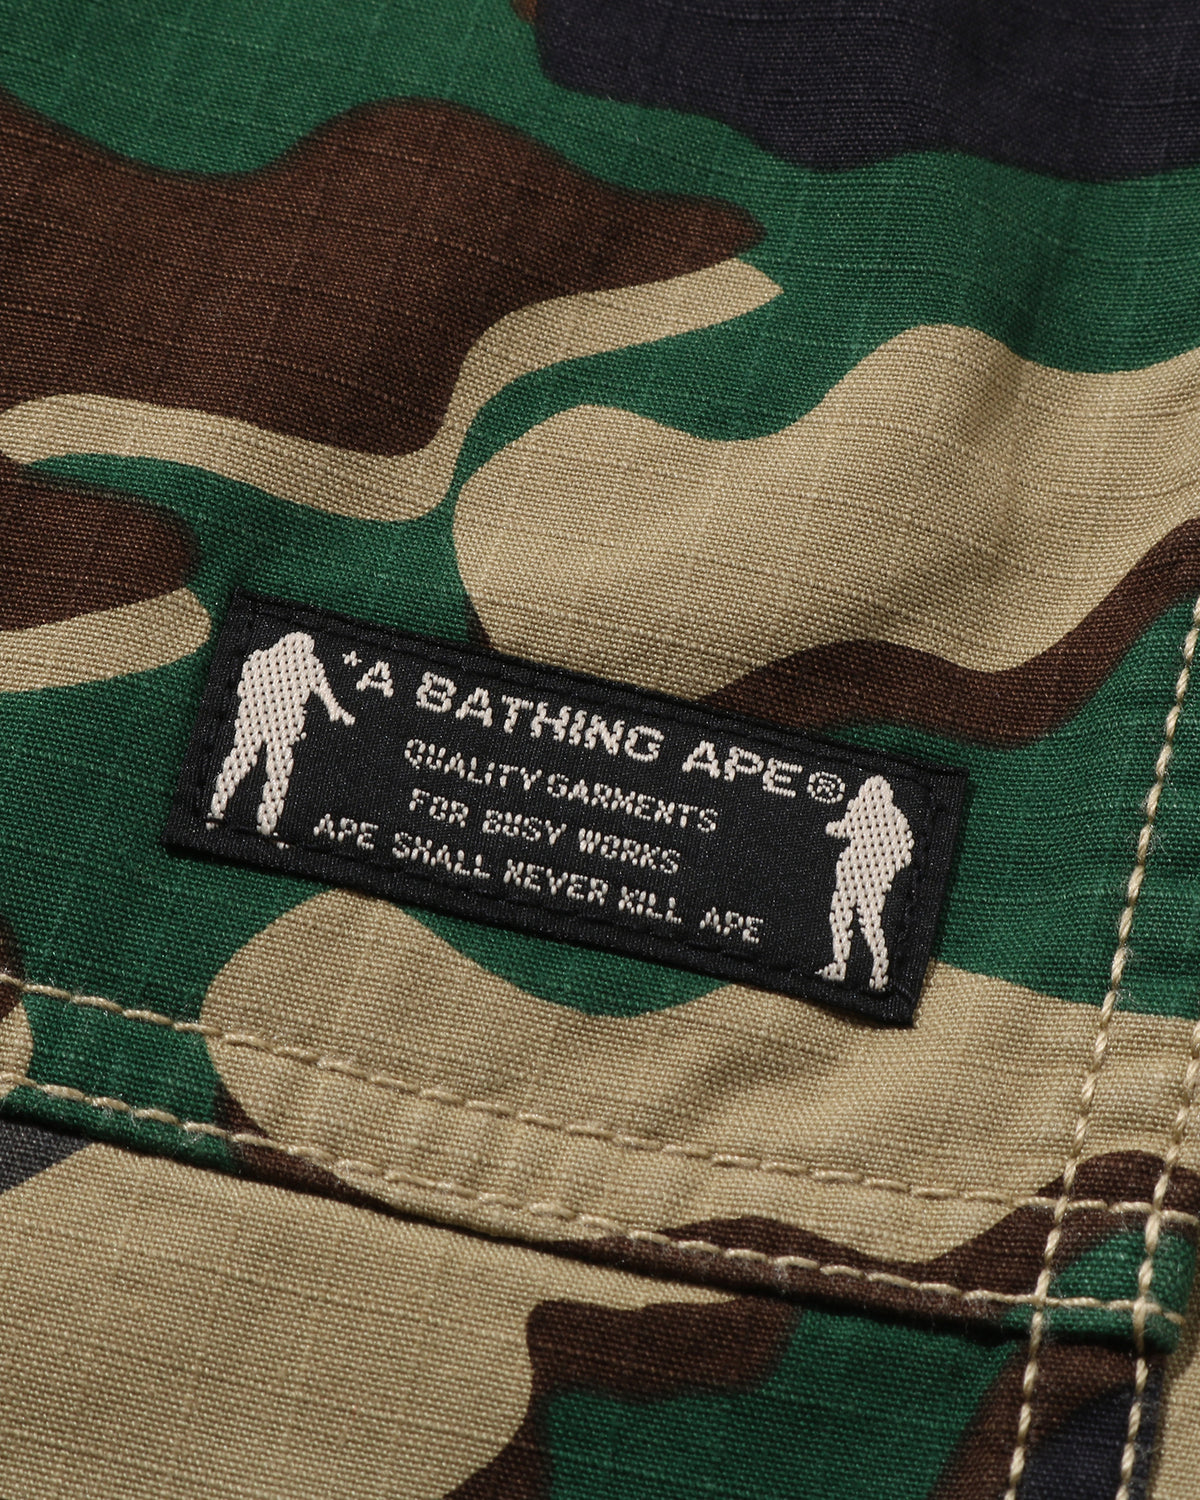 *A BATHING APE®
QUALITY GARMENTS
FOR BUSY WORKS
APE SHALL NEVER KILL APE